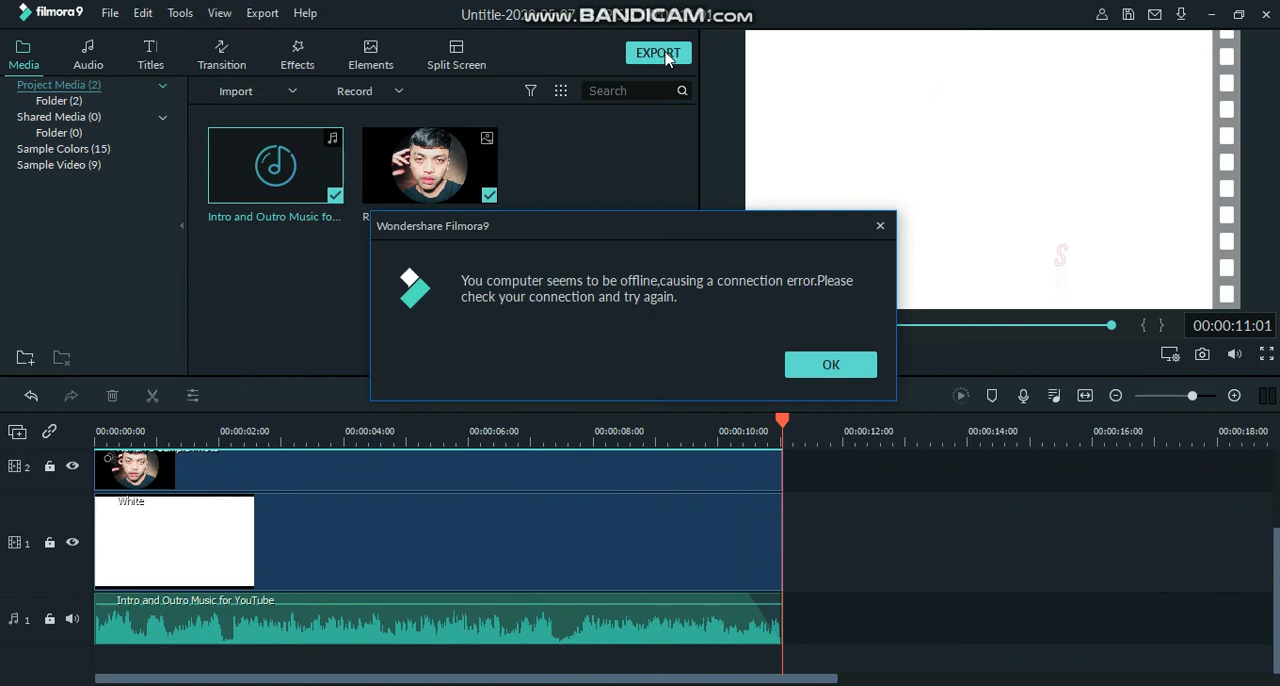 filmora9 File Edit Tools View Export Help Untitle-20
www.BANDICAM.com
Media Audio Titles Transition Effects Elements Split Screen EXPORT
Project Media (2)
Folder (2)
Shared Media (0)
Folder (0)
Sample Colors (15)
Sample Video (9)
Import Record Search
Intro and Outro Music fo...
Wondershare Filmora9
You computer seems to be offline,causing a connection error.Please
check your connection and try again.
OK
S
00:00:11:01
00:00:00:00 00:00:02:00 00:00:04:00 00:00:06:00 00:00:08:00 00:00:10:00 00:00:12:00 00:00:14:00 00:00:16:00 00:00:18:00
2
White
1
Intro and Outro Music for YouTube
1